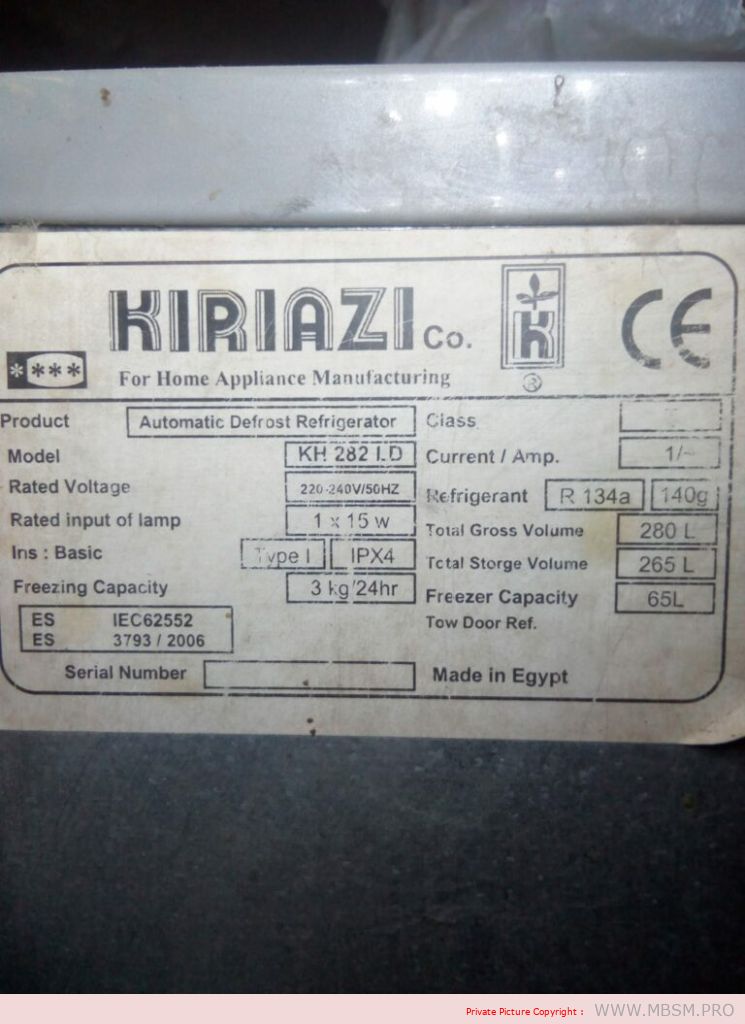 KIRIAZI Co.
CE
****
For Home Appliance Manufacturing
K
®
Product Automatic Defrost Refrigerator
Class
Model KH 282 LD
Current / Amp. 1/~
Rated Voltage 220-240V/50HZ
Refrigerant R 134a 140g
Rated input of lamp 1 x 15 w
Total Gross Volume 280 L
Ins : Basic Type I IPX4
Total Storge Volume 265 L
Freezing Capacity 3 kg/24hr
Freezer Capacity 65L
ES IEC62552
ES 3793 / 2006
Tow Door Ref.
Serial Number
Made in Egypt
Private Picture Copyright : WWW.MBSM.PRO